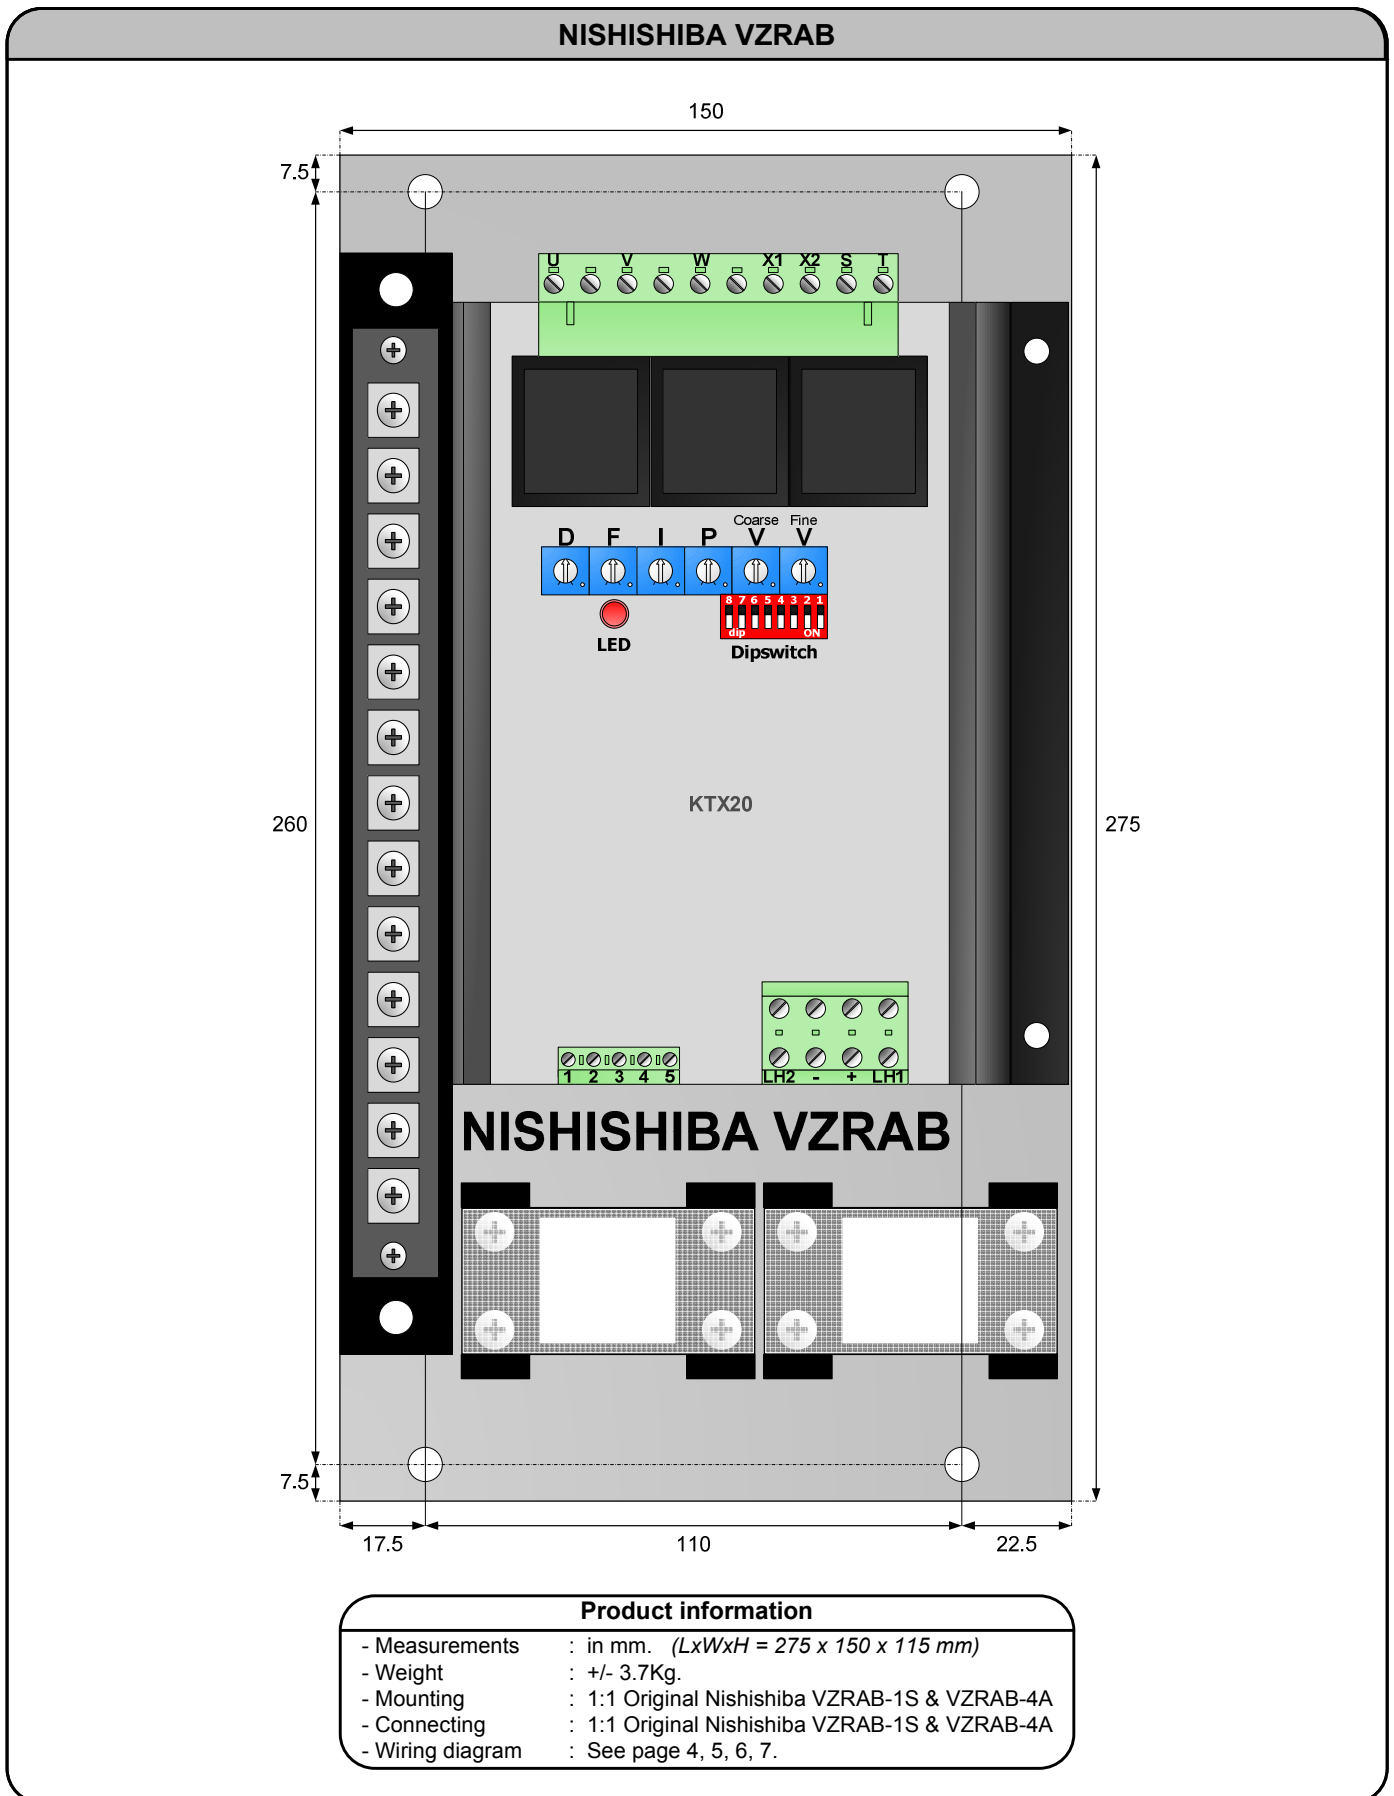 NISHISHIBA VZRAB
150
7.5
U V W X1 X2 S T
Coarse Fine
D F I P V V
8 7 6 5 4 3 2 1
dip ON
LED
Dipswitch
KTX20
260
275
1 2 3 4 5
LH2 - + LH1
NISHISHIBA VZRAB
7.5
17.5
110
22.5
Product information
- Measurements : in mm. (LxWxH = 275 x 150 x 115 mm)
- Weight : +/- 3.7Kg.
- Mounting : 1:1 Original Nishishiba VZRAB-1S & VZRAB-4A
- Connecting : 1:1 Original Nishishiba VZRAB-1S & VZRAB-4A
- Wiring diagram : See page 4, 5, 6, 7.